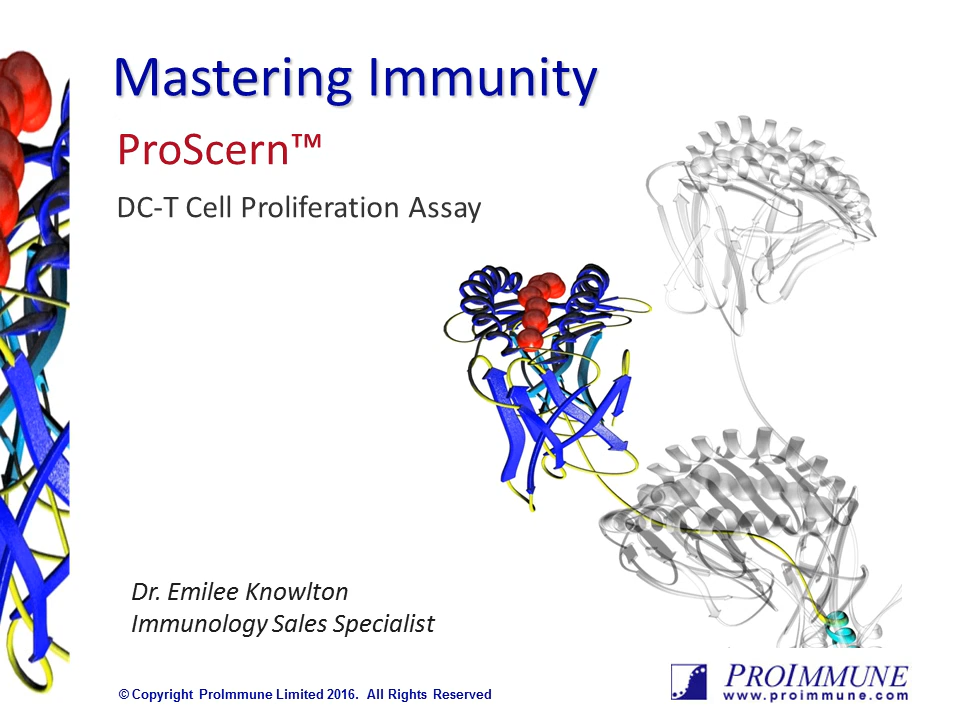 Mastering Immunity
ProScern™
DC-T Cell Proliferation Assay
Dr. Emilee Knowlton
Immunology Sales Specialist
© Copyright ProImmune Limited 2016. All Rights Reserved
PROIMMUNE
www.proimmune.com